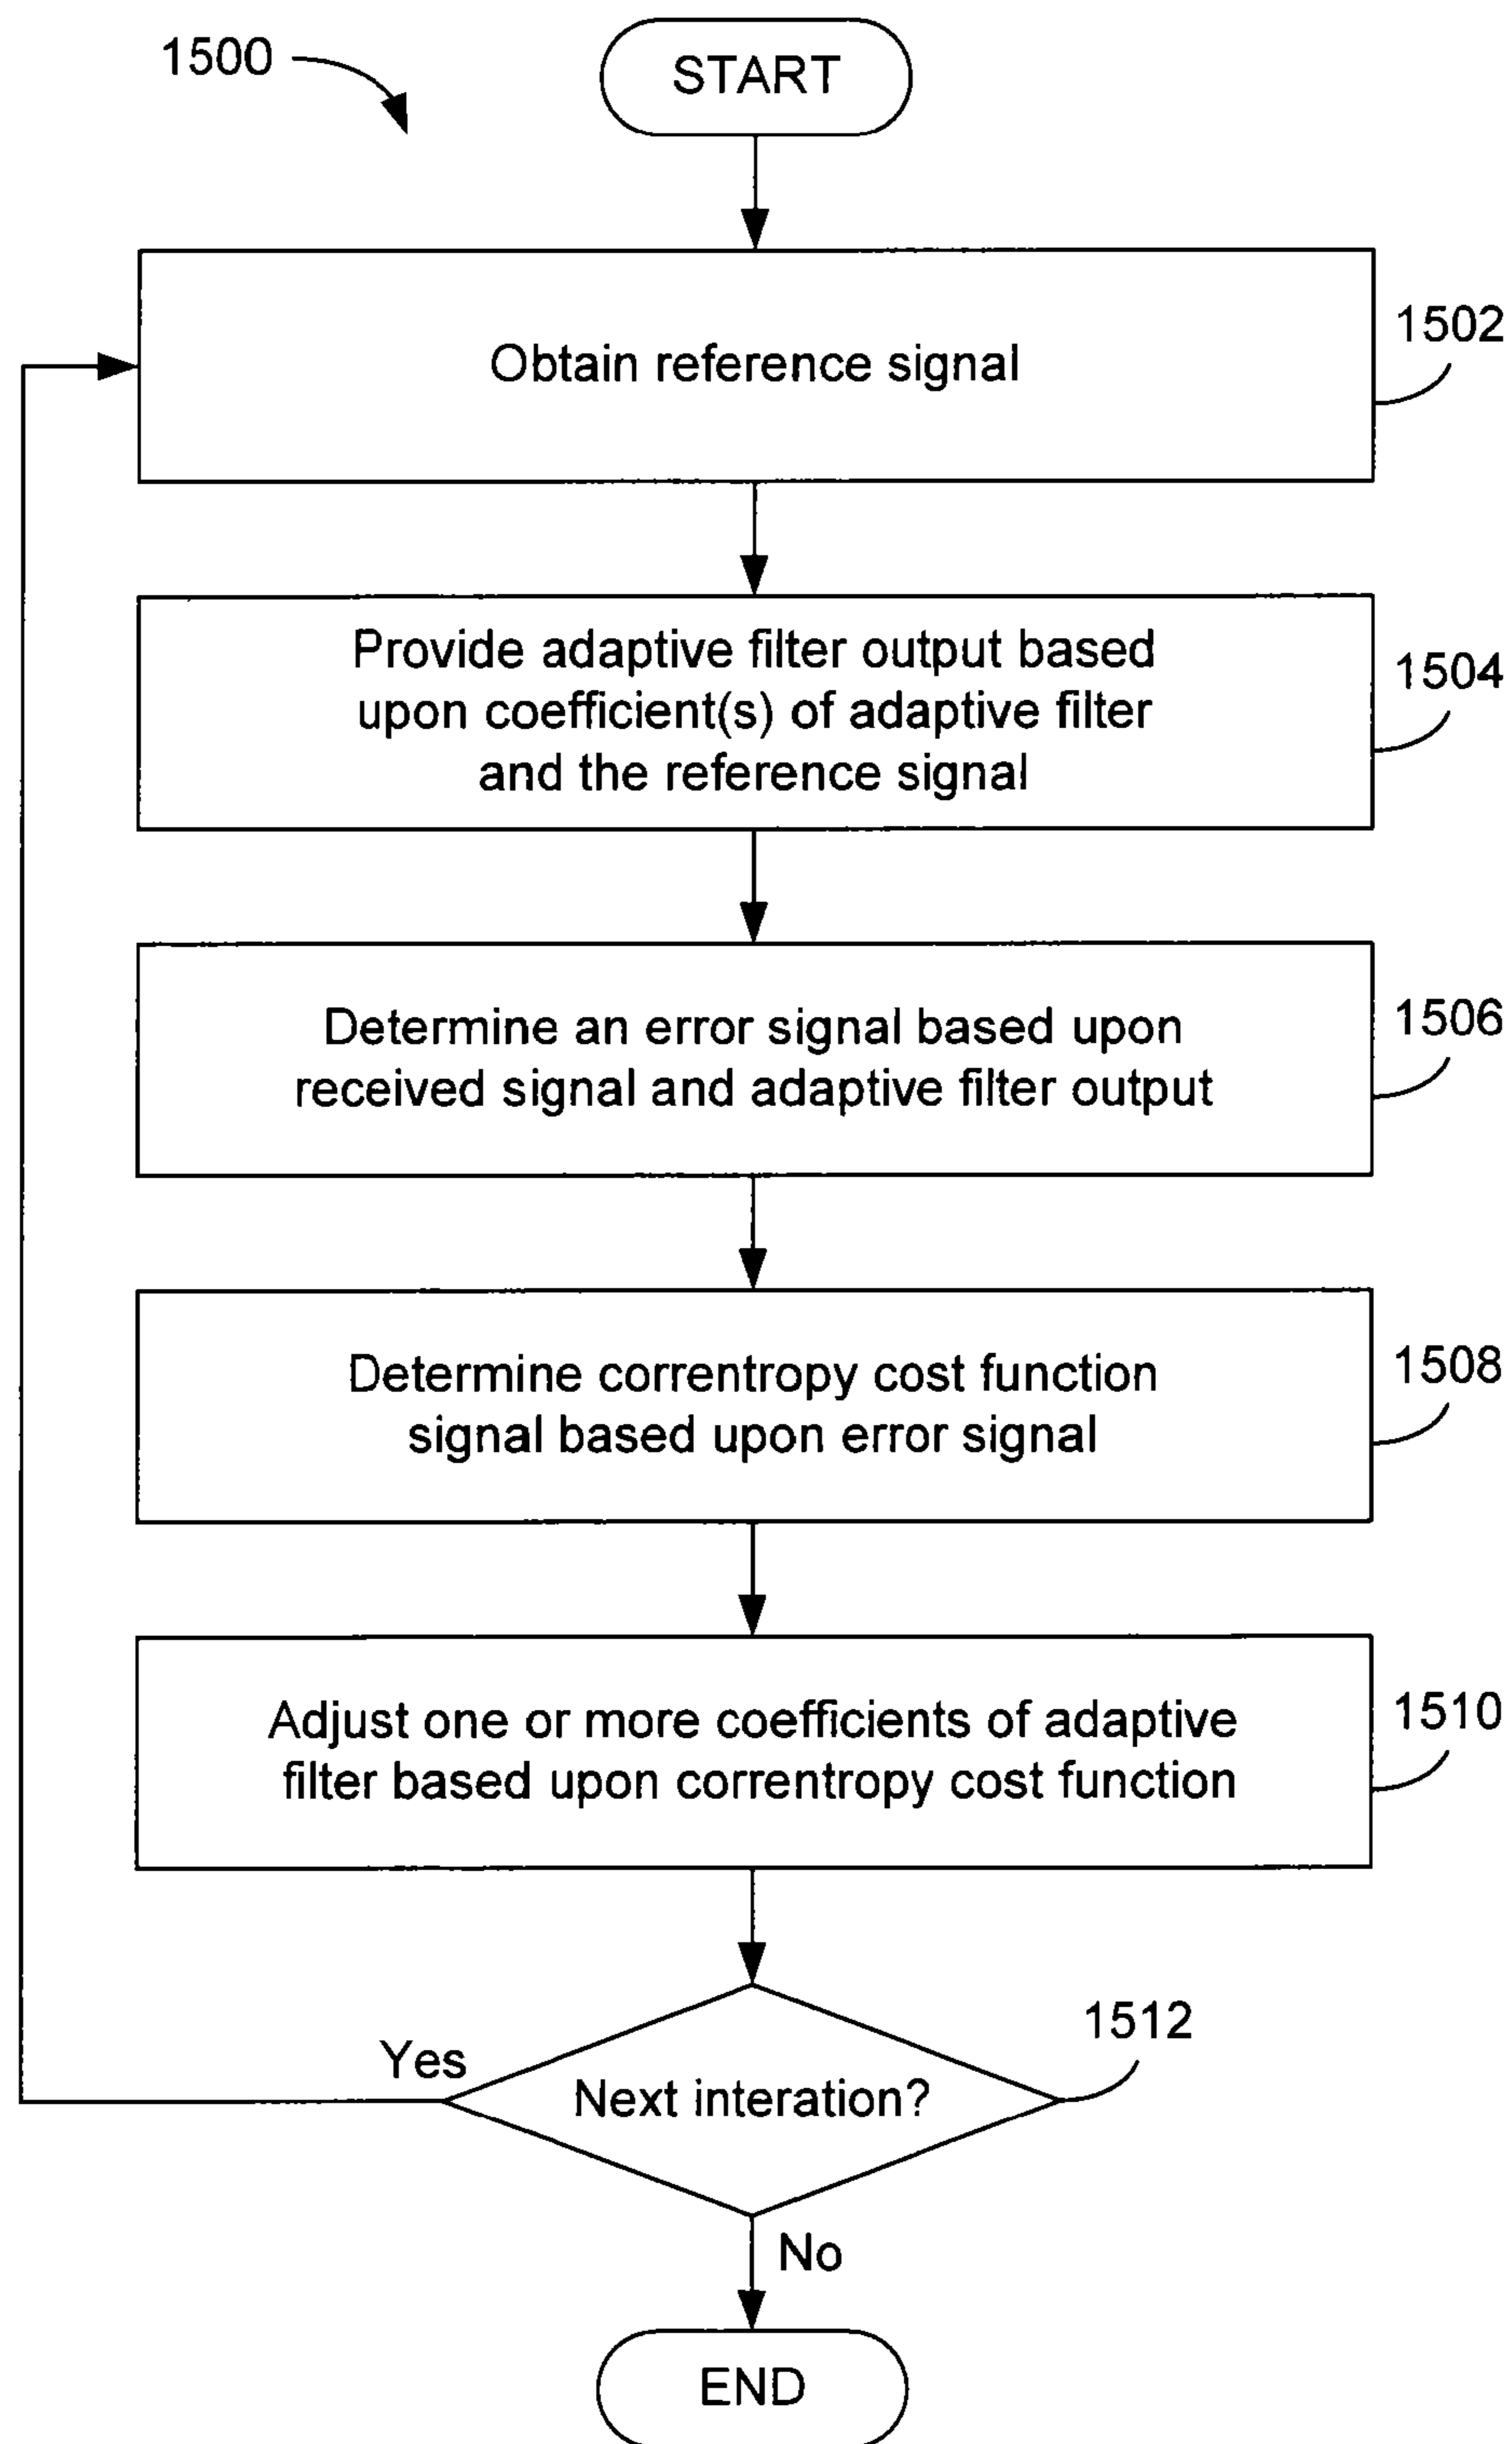 1500
START
Obtain reference signal
1502
Provide adaptive filter output based
upon coefficient(s) of adaptive filter
and the reference signal
1504
Determine an error signal based upon
received signal and adaptive filter output
1506
Determine correntropy cost function
signal based upon error signal
1508
Adjust one or more coefficients of adaptive
filter based upon correntropy cost function
1510
1512
Yes
Next interation?
No
END